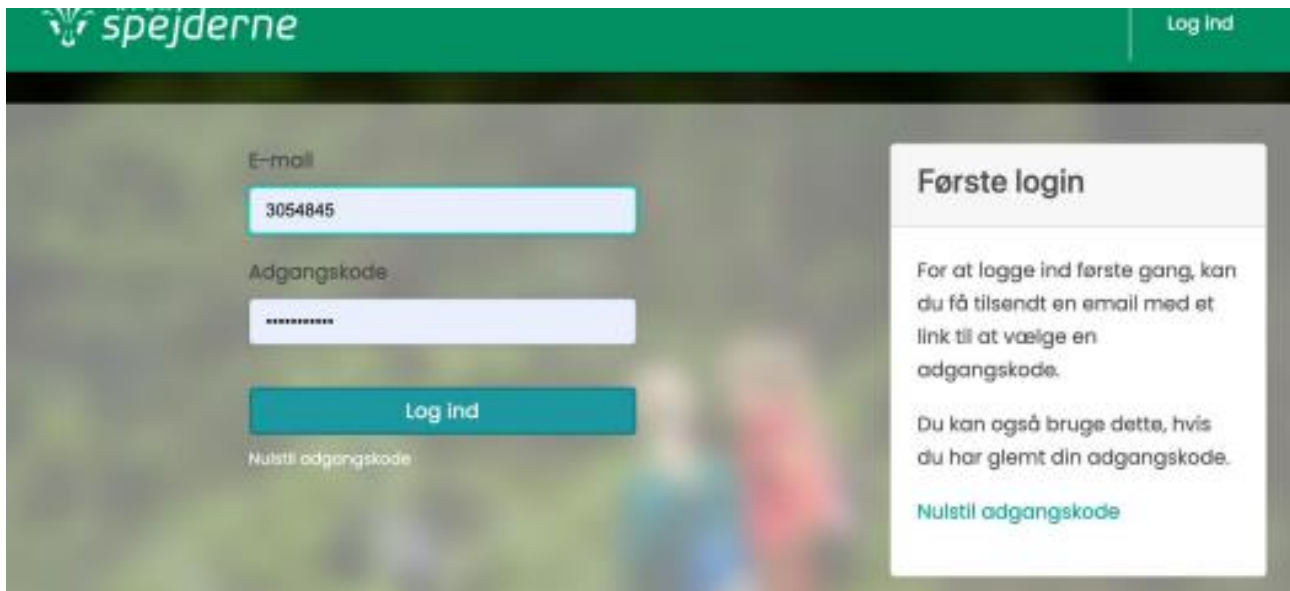 spejderne
Log ind
E-mail
3054845
Adgangskode
•••••••••••
Log ind
Nulstil adgangskode
Første login
For at logge ind første gang, kan
du få tilsendt en email med et
link til at vælge en
adgangskode.
Du kan også bruge dette, hvis
du har glemt din adgangskode.
Nulstil adgangskode